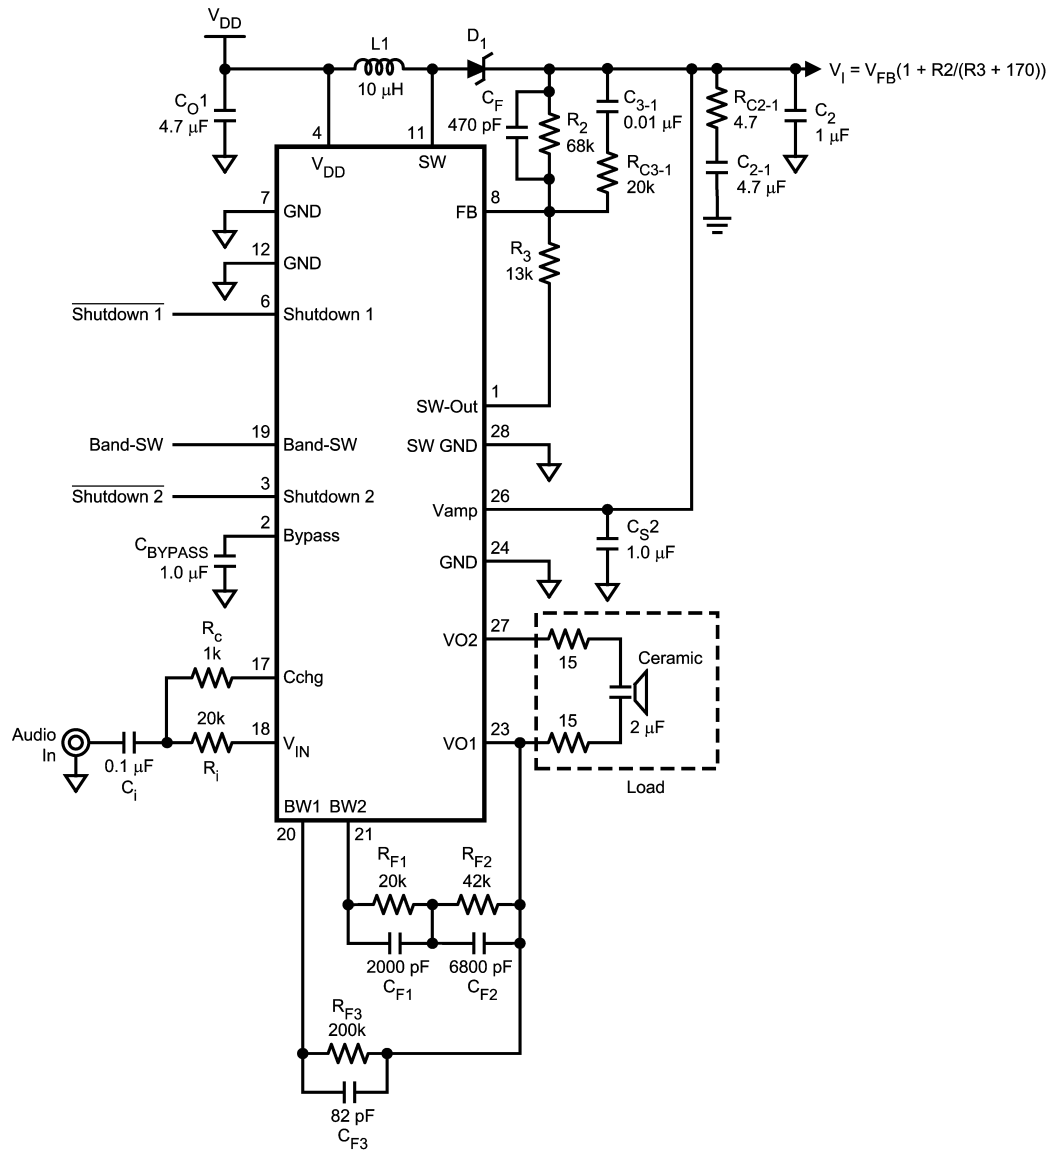 VDD
L1
D1
10 µH
VI = VFB(1 + R2/(R3 + 170))
CO1
4.7 µF
CF
470 pF
R2
68k
C3-1
0.01 µF
RC3-1
20k
RC2-1
4.7
C2-1
4.7 µF
C2
1 µF
4
11
VDD
SW
7
GND
FB
8
12
GND
R3
13k
Shutdown 1
6
Shutdown 1
SW-Out
1
Band-SW
19
Band-SW
SW GND
28
Shutdown 2
3
Shutdown 2
Vamp
26
CS2
1.0 µF
CBYPASS
1.0 µF
2
Bypass
GND
24
Rc
1k
17
Cchg
VO2
27
15
Ceramic
2 µF
Audio
In
0.1 µF
Ci
20k
Ri
18
VIN
VO1
23
15
Load
BW1 BW2
20
21
RF1
20k
RF2
42k
2000 pF
CF1
6800 pF
CF2
RF3
200k
82 pF
CF3